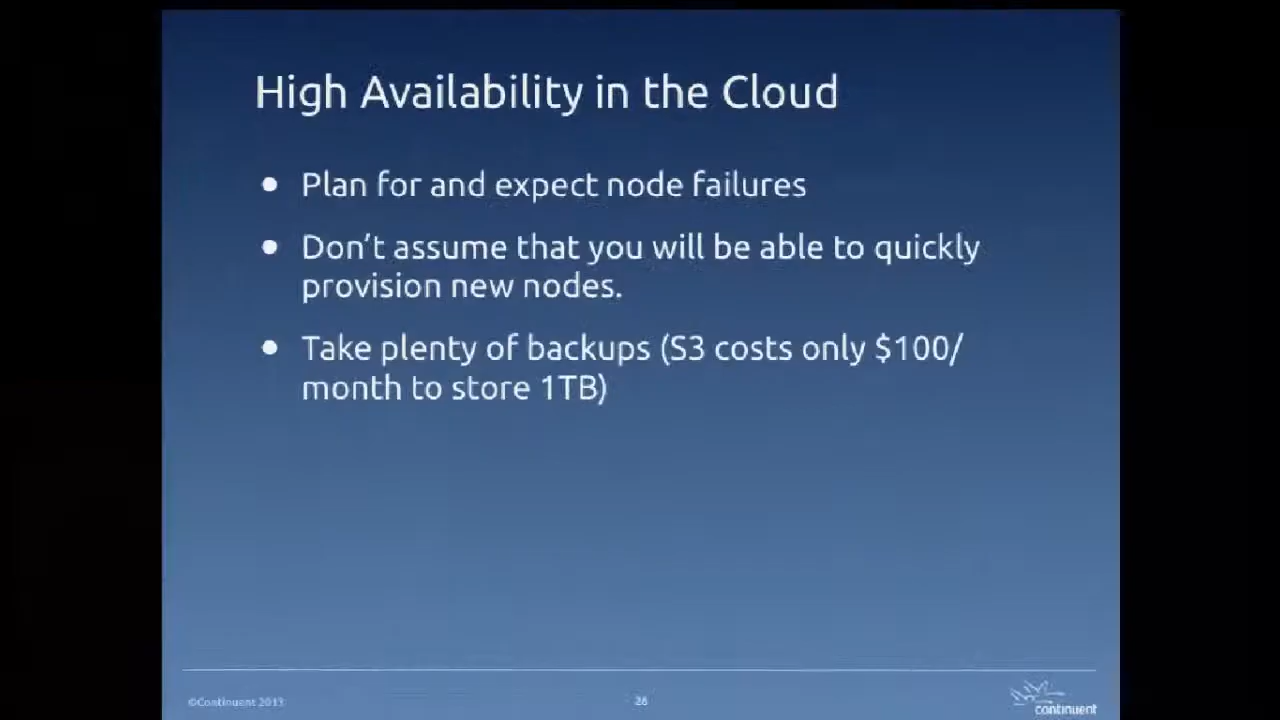 High Availability in the Cloud
● Plan for and expect node failures
● Don't assume that you will be able to quickly
provision new nodes.
● Take plenty of backups (S3 costs only $100/
month to store 1TB)
©Continuent 2013
26
continuent